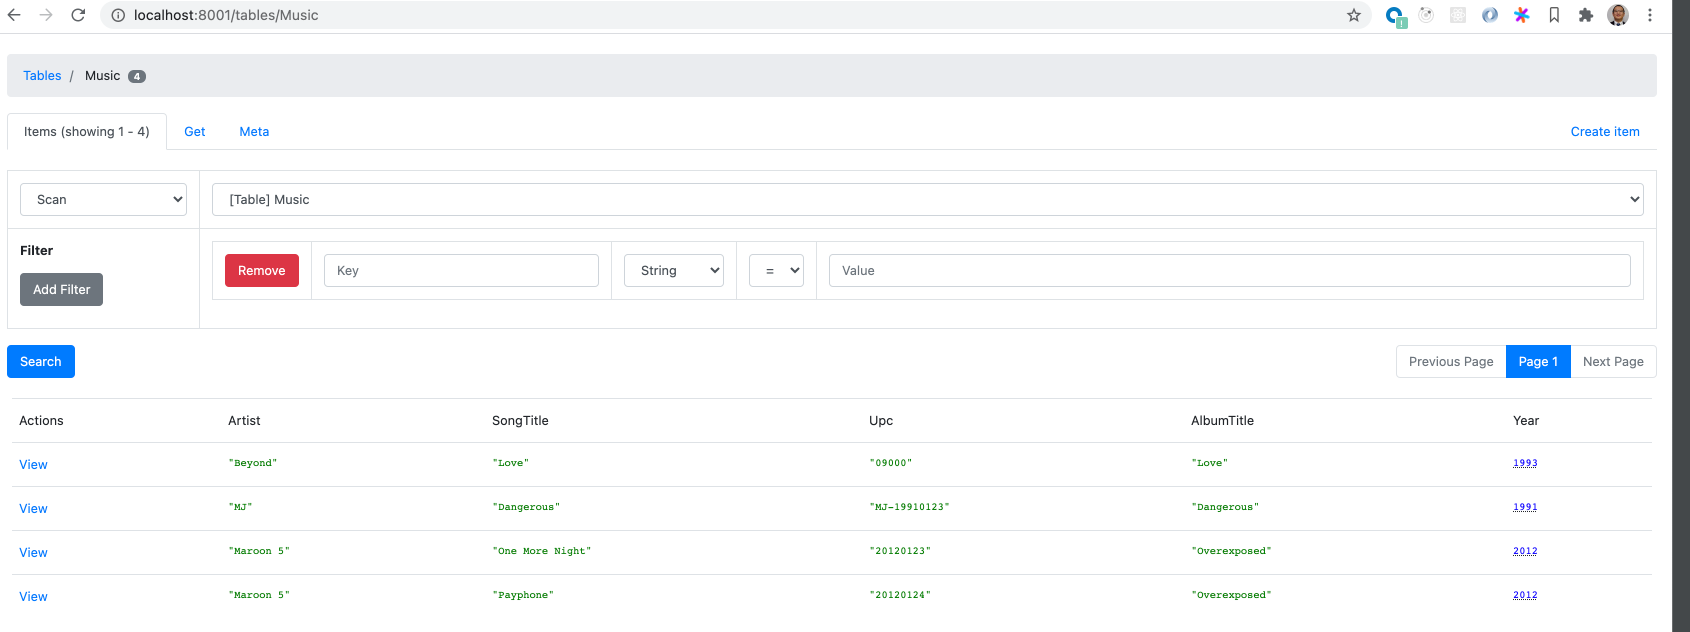 localhost:8001/tables/Music
Tables / Music 4
Items (showing 1 - 4) Get Meta Create item
Scan [Table] Music
Filter
Remove Key String = Value
Add Filter
Search Previous Page Page 1 Next Page
Actions Artist SongTitle Upc AlbumTitle Year
View "Beyond" "Love" "09000" "Love" 1993
View "MJ" "Dangerous" "MJ-19910123" "Dangerous" 1991
View "Maroon 5" "One More Night" "20120123" "Overexposed" 2012
View "Maroon 5" "Payphone" "20120124" "Overexposed" 2012